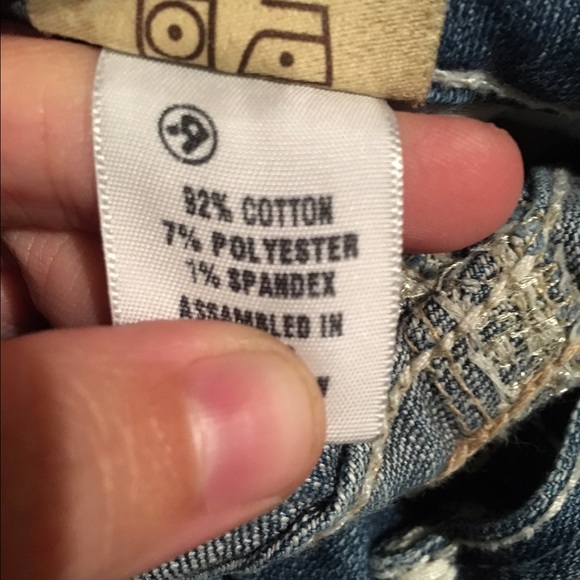 92% COTTON
7% POLYESTER
1% SPANDEX
ASSEMBLED IN